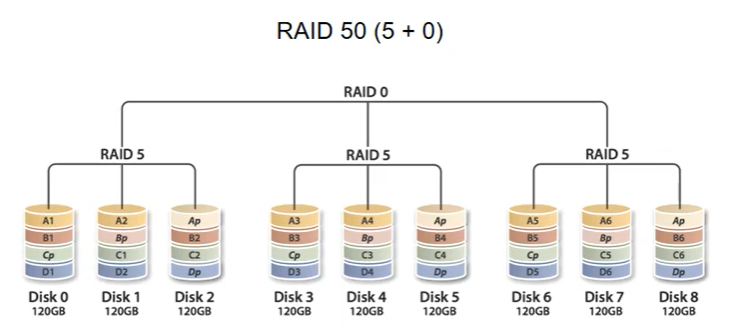 RAID 50 (5 + 0)
RAID 0
RAID 5 RAID 5 RAID 5
A1 A2 Ap A3 A4 Ap A5 A6 Ap
B1 Bp B2 B3 Bp B4 B5 Bp B6
Cp C1 C2 Cp C3 C4 Cp C5 C6
D1 D2 Dp D3 D4 Dp D5 D6 Dp
Disk 0 Disk 1 Disk 2 Disk 3 Disk 4 Disk 5 Disk 6 Disk 7 Disk 8
120GB 120GB 120GB 120GB 120GB 120GB 120GB 120GB 120GB